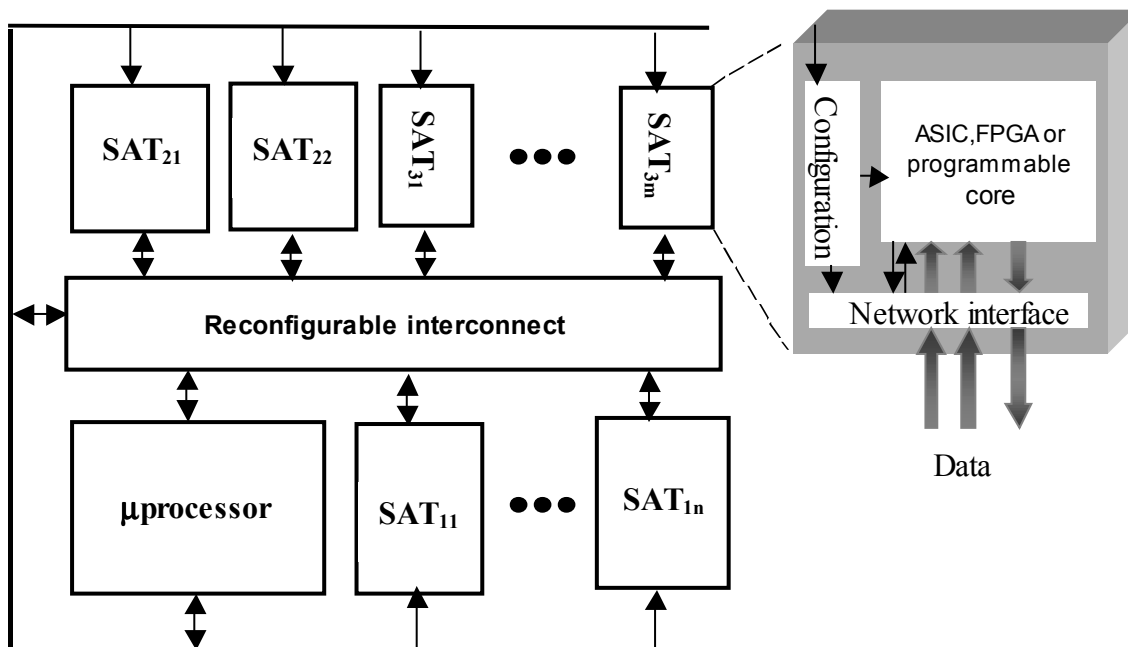 SAT₂₁
SAT₂₂
SAT₃₁
SAT₃ₘ
Reconfigurable interconnect
μprocessor
SAT₁₁
SAT₁ₙ
Configuration
ASIC,FPGA or
programmable
core
Network interface
Data